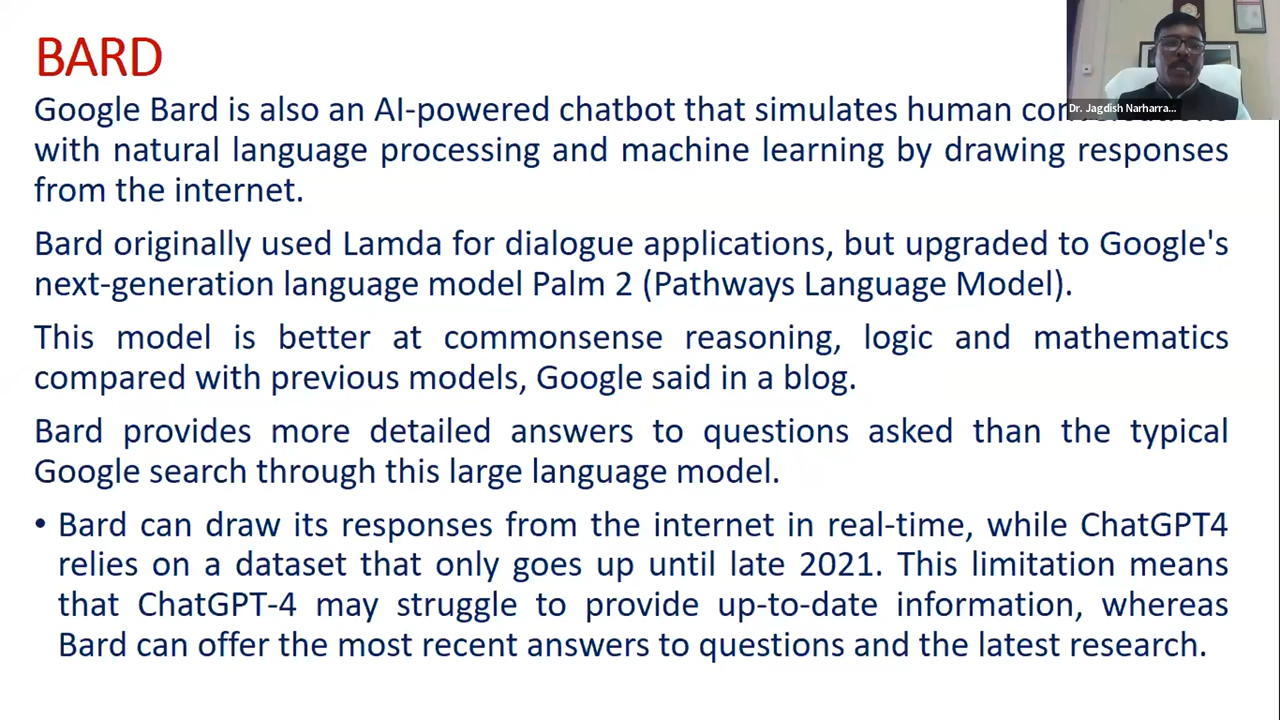 BARD
Dr. Jagdish Narharra...
Google Bard is also an AI-powered chatbot that simulates human
with natural language processing and machine learning by drawing responses
from the internet.
Bard originally used Lamda for dialogue applications, but upgraded to Google's
next-generation language model Palm 2 (Pathways Language Model).
This model is better at commonsense reasoning, logic and mathematics
compared with previous models, Google said in a blog.
Bard provides more detailed answers to questions asked than the typical
Google search through this large language model.
• Bard can draw its responses from the internet in real-time, while ChatGPT4
relies on a dataset that only goes up until late 2021. This limitation means
that ChatGPT-4 may struggle to provide up-to-date information, whereas
Bard can offer the most recent answers to questions and the latest research.